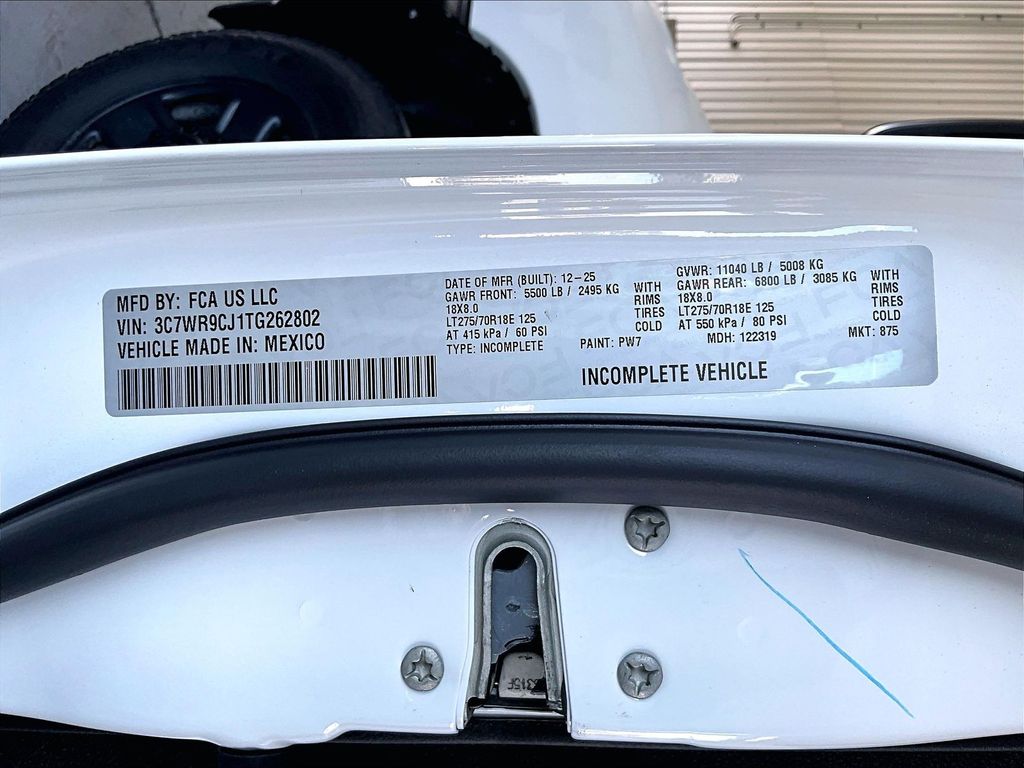 MFD BY: FCA US LLC
VIN: 3C7WR9CJ1TG262802
VEHICLE MADE IN: MEXICO
DATE OF MFR (BUILT): 12-25
GAWR FRONT: 5500 LB / 2495 KG WITH
18X8.0 RIMS
LT275/70R18E 125 TIRES
AT 415 kPa / 60 PSI COLD
TYPE: INCOMPLETE
GVWR: 11040 LB / 5008 KG
GAWR REAR: 6800 LB / 3085 KG WITH
18X8.0 RIMS
LT275/70R18E 125 TIRES
AT 550 kPa / 80 PSI COLD
PAINT: PW7 MDH: 122319 MKT: 875
INCOMPLETE VEHICLE